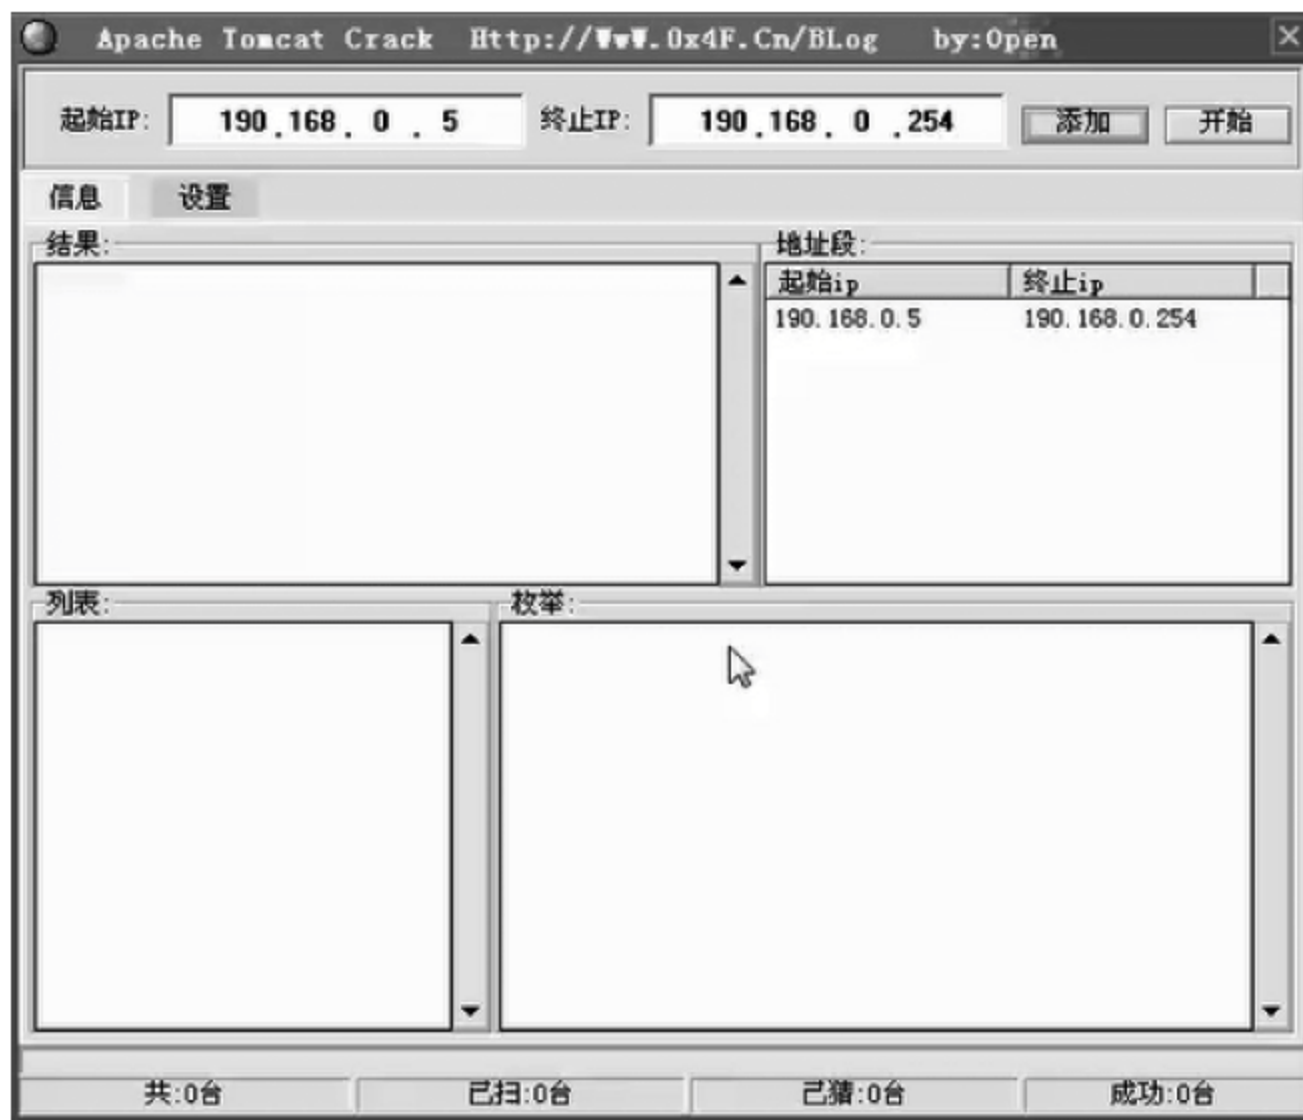 Apache Tomcat Crack Http://WwW.0x4F.Cn/BLog by:0pen
起始IP: 190.168.0.5 终止IP: 190.168.0.254 添加 开始
信息 设置
结果: 地址段:
起始ip 终止ip
190.168.0.5 190.168.0.254
列表: 枚举:
共:0台 已扫:0台 已猜:0台 成功:0台